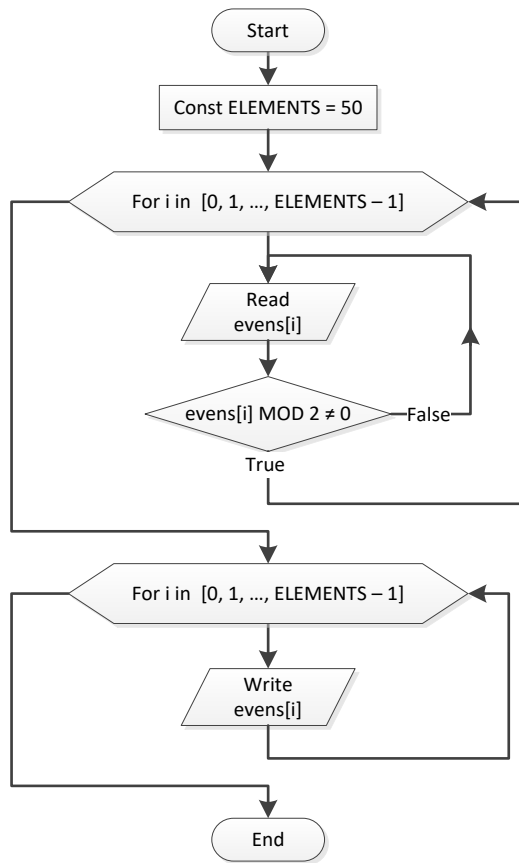 Start
Const ELEMENTS = 50
For i in  [0, 1, …, ELEMENTS – 1]
Read
evens[i]
evens[i] MOD 2 ≠ 0
False
True
For i in  [0, 1, …, ELEMENTS – 1]
Write
evens[i]
End